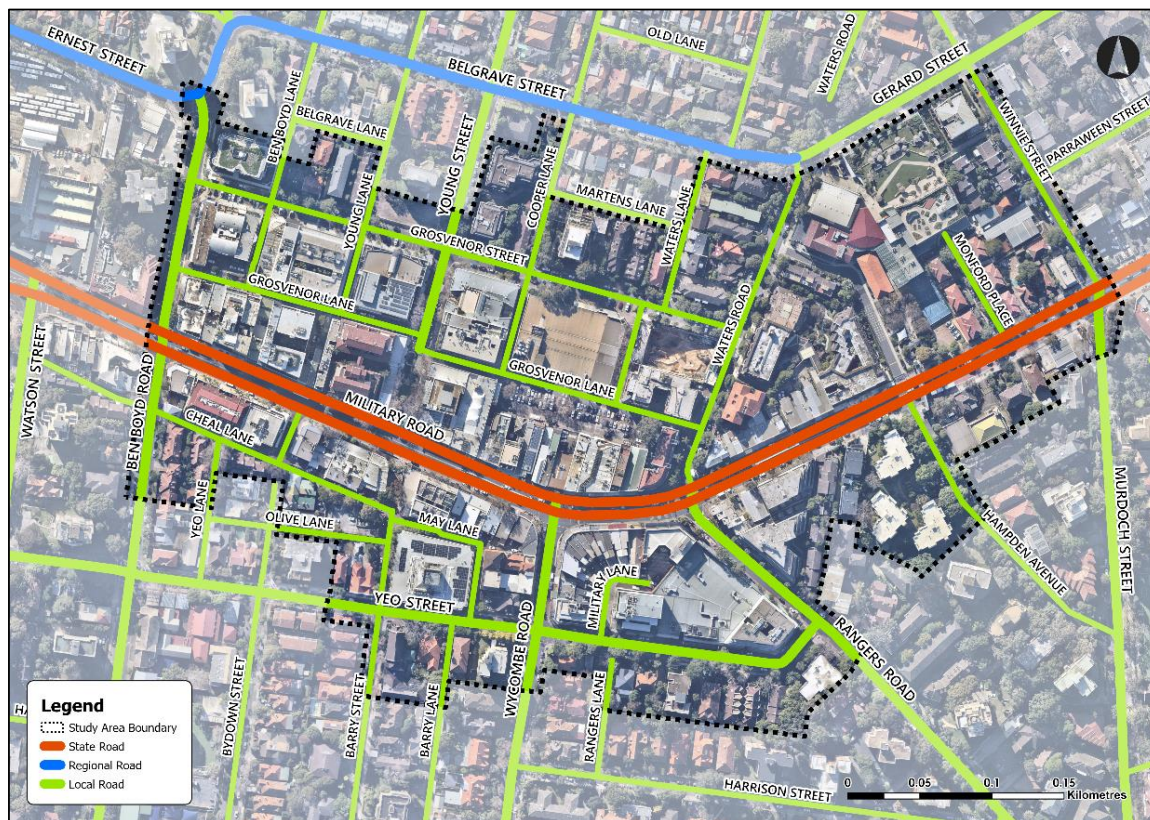 ERNEST STREET
BELGRAVE STREET
OLD LANE
WATERS ROAD
GERARD STREET
WINNIE STREET
PARRAWEEN STREET
BEN BOYD LANE
BELGRAVE LANE
YOUNG STREET
COOPER LANE
MARTENS LANE
WATERS LANE
YOUNG LANE
GROSVENOR STREET
MONFORD PLACE
GROSVENOR LANE
WATERS ROAD
WATSON STREET
BEN BOYD ROAD
MILITARY ROAD
GROSVENOR LANE
CHEAL LANE
YEO LANE
OLIVE LANE
MAY LANE
HAMPDEN AVENUE
MURDOCH STREET
YEO STREET
MILITARY LANE
RANGERS ROAD
WYCOMBE ROAD
BYDOWN STREET
BARRY STREET
BARRY LANE
RANGERS LANE
HARRISON STREET
Legend
Study Area Boundary
State Road
Regional Road
Local Road
0 0.05 0.1 0.15
Kilometres